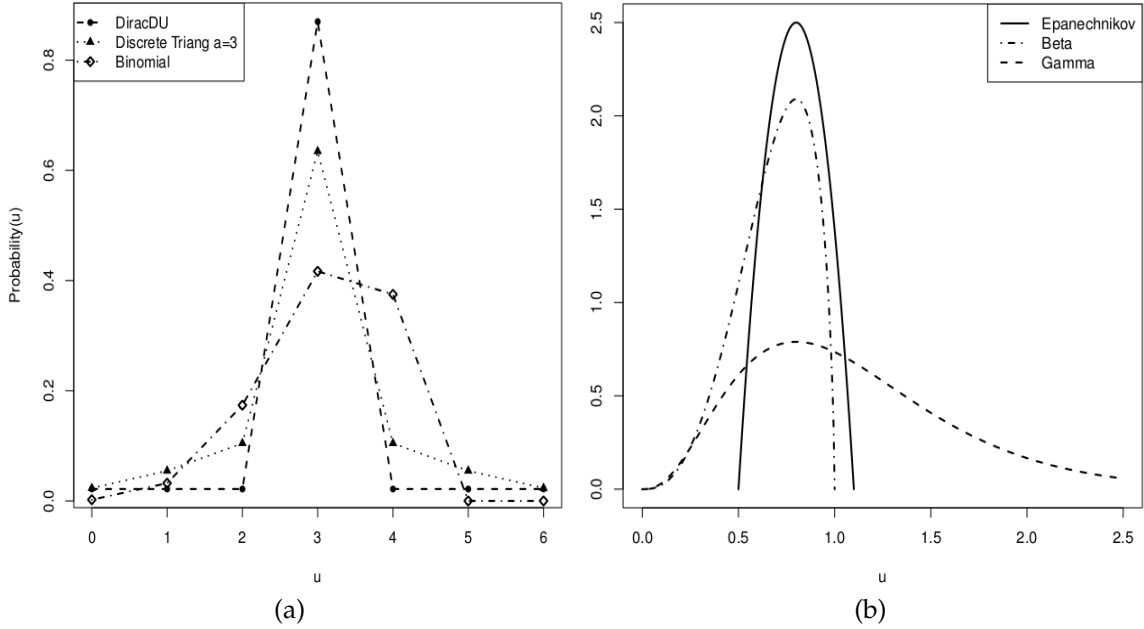 DiracDU
Discrete Triang a=3
Binomial
Probability(u)
0.8
0.6
0.4
0.2
0.0
0 1 2 3 4 5 6
u
(a)
Epanechnikov
Beta
Gamma
2.5
2.0
1.5
1.0
0.5
0.0
0.0 0.5 1.0 1.5 2.0 2.5
u
(b)